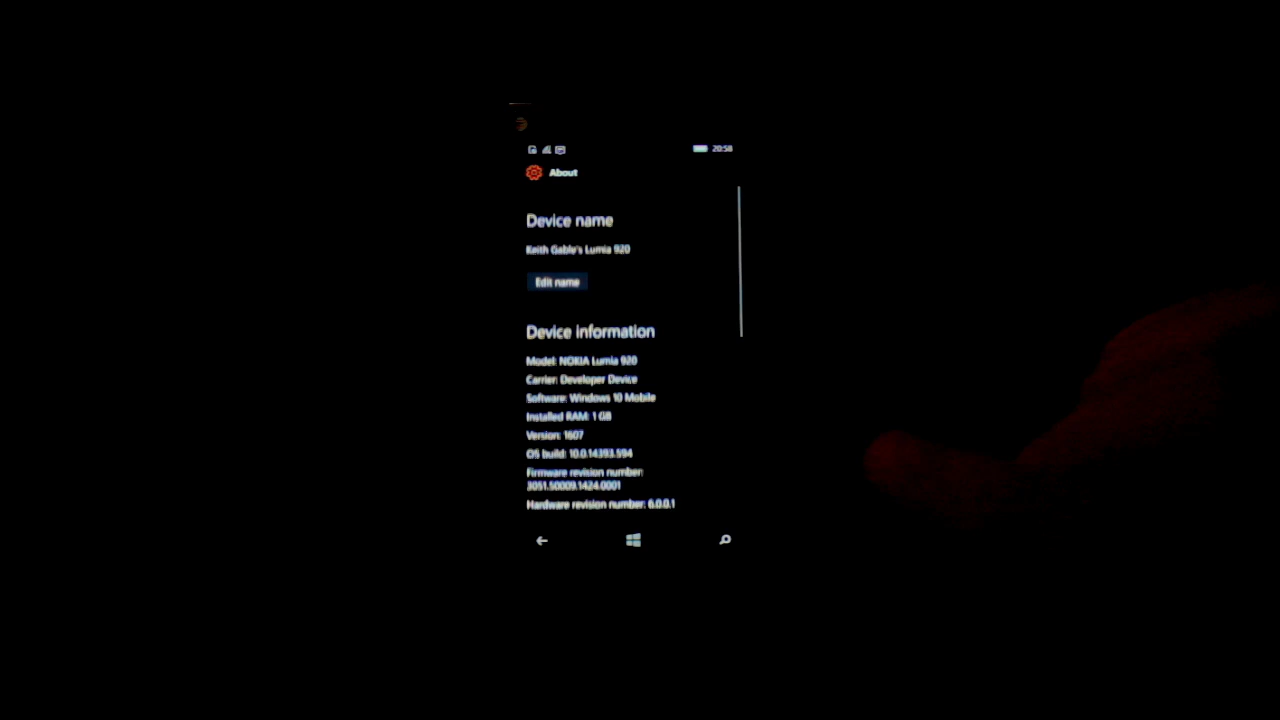 20:58
About
Device name
Keith Gable's Lumia 920
Edit name
Device information
Model: NOKIA Lumia 920
Carrier: Developer Device
Software: Windows 10 Mobile
Installed RAM: 1 GB
Version: 1607
OS build: 10.0.14393.594
Firmware revision number:
3051.50009.1424.0001
Hardware revision number: 6.0.0.1